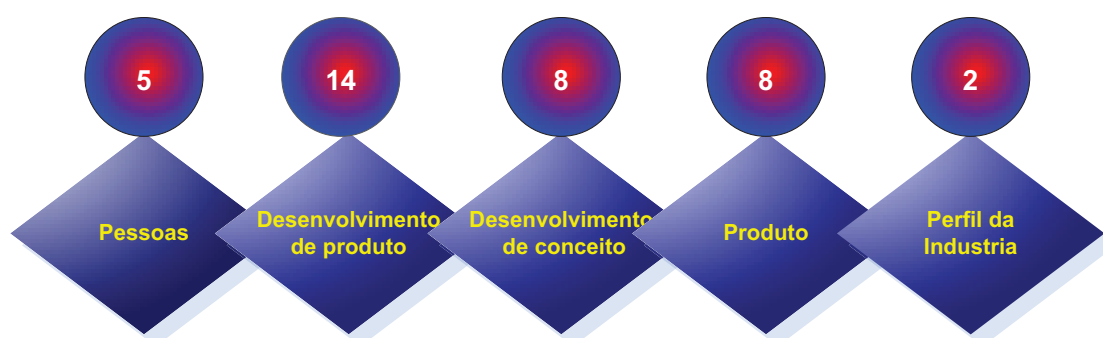 5
14
8
8
2
Pessoas
Desenvolvimento
de produto
Desenvolvimento
de conceito
Produto
Perfil da
Industria